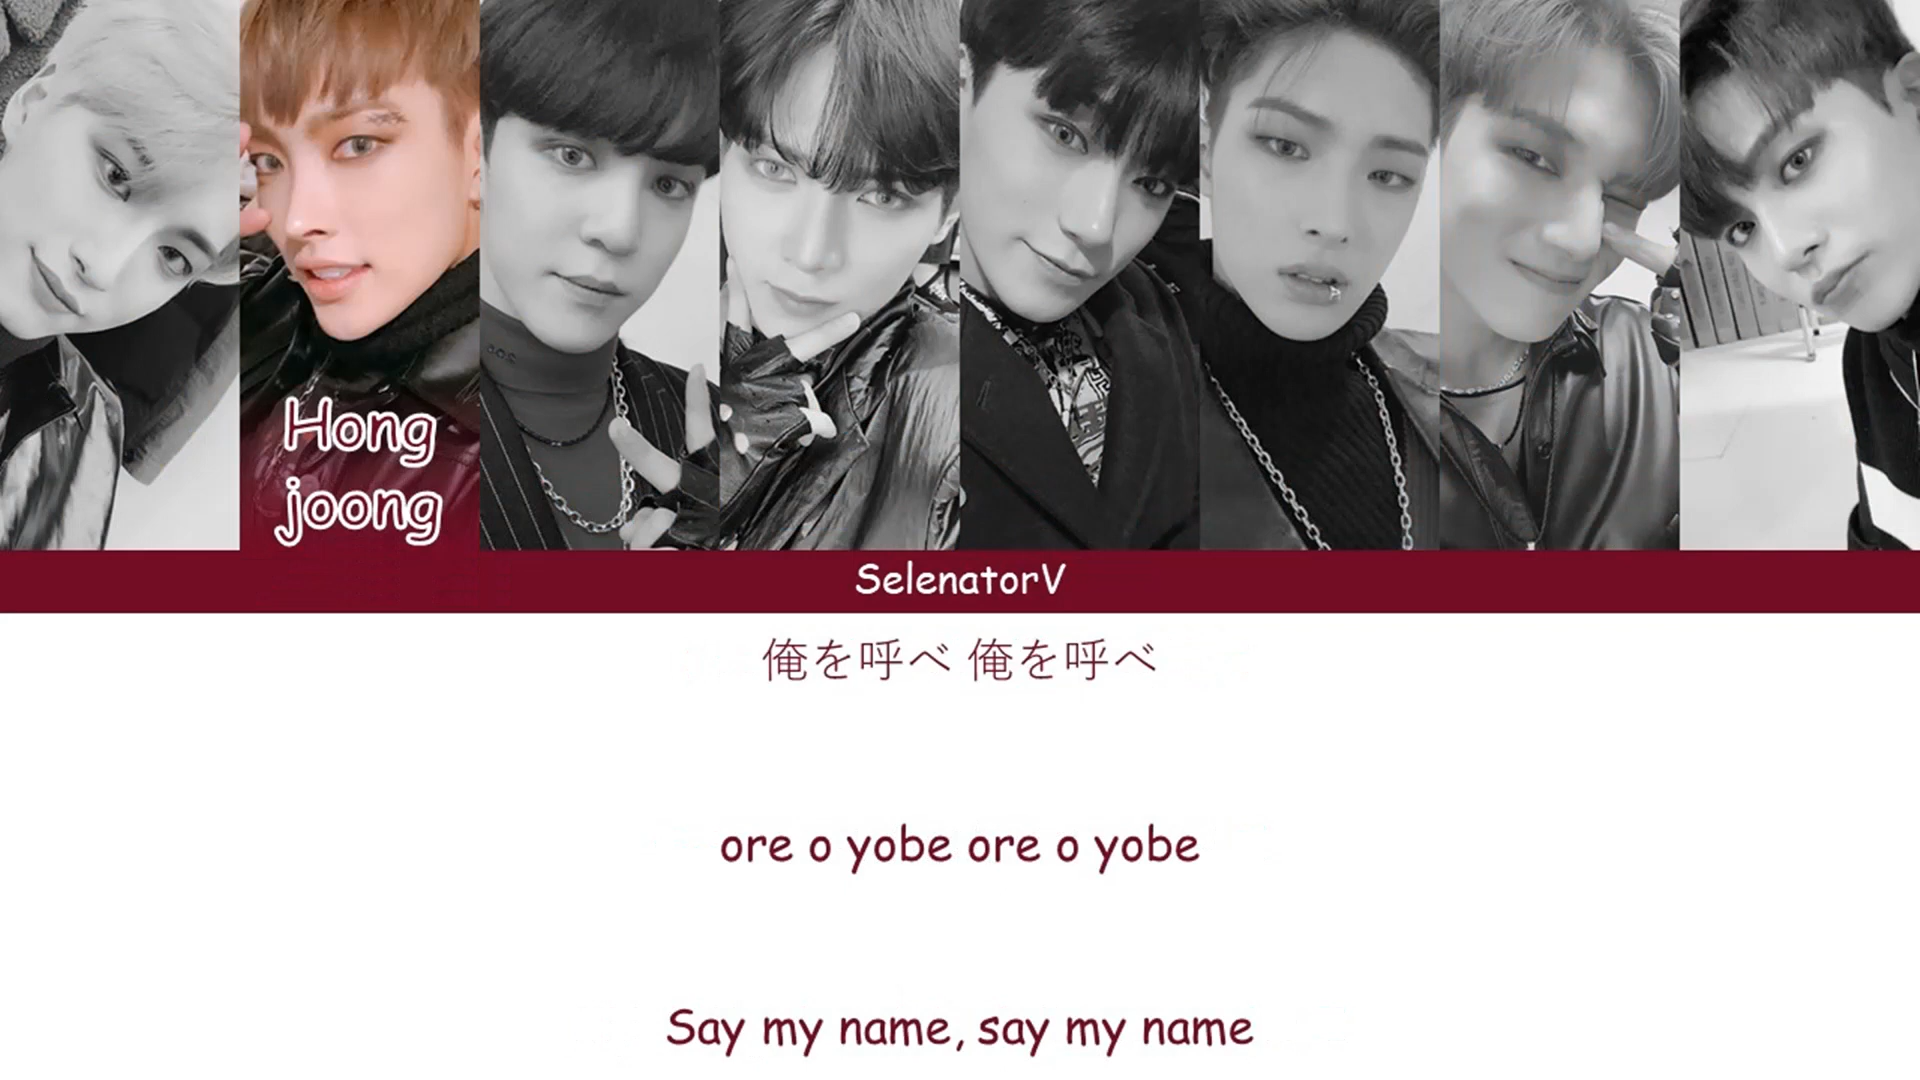 Hong
joong
SelenatorV
俺を呼べ 俺を呼べ
ore o yobe ore o yobe
Say my name, say my name